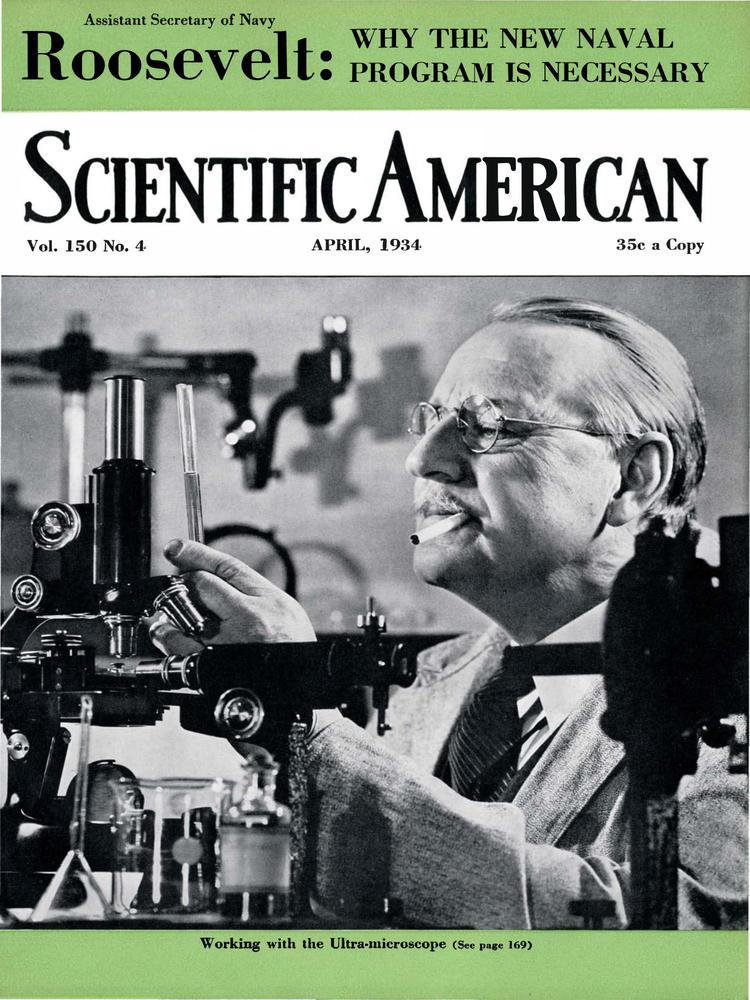 Assistant Secretary of Navy
Roosevelt:
WHY THE NEW NAVAL
PROGRAM IS NECESSARY
SCIENTIFIC AMERICAN
Vol. 150 No. 4 APRIL, 1934 35c a Copy
Working with the Ultra-microscope (See page 169)